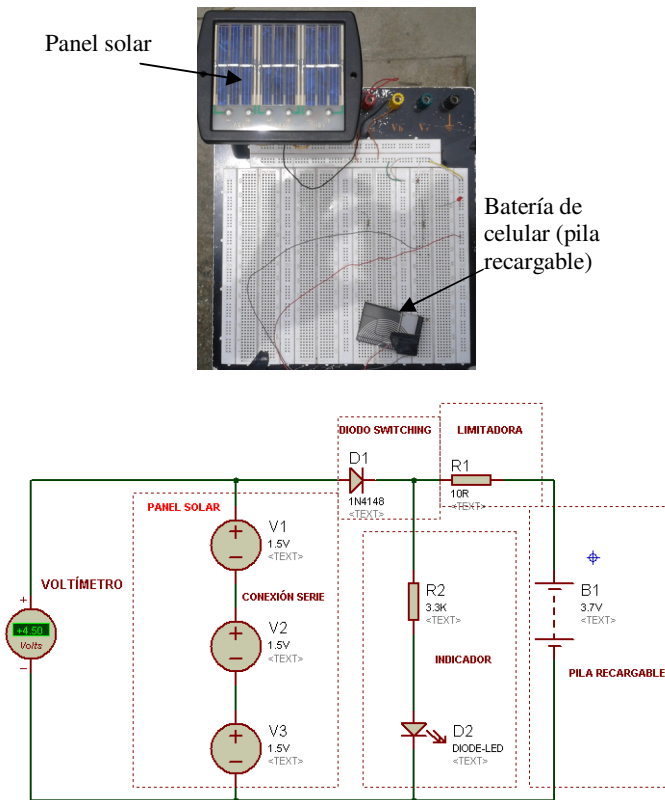 Panel solar
Batería de
celular (pila
recargable)
DIODO SWITCHING
LIMITADORA
D1
1N4148
<TEXT>
R1
10R
<TEXT>
PANEL SOLAR
V1
1.5V
<TEXT>
CONEXIÓN SERIE
VOLTÍMETRO
+
+4.50
Volts
−
V2
1.5V
<TEXT>
V3
1.5V
<TEXT>
R2
3.3K
<TEXT>
INDICADOR
D2
DIODE-LED
<TEXT>
B1
3.7V
<TEXT>
PILA RECARGABLE